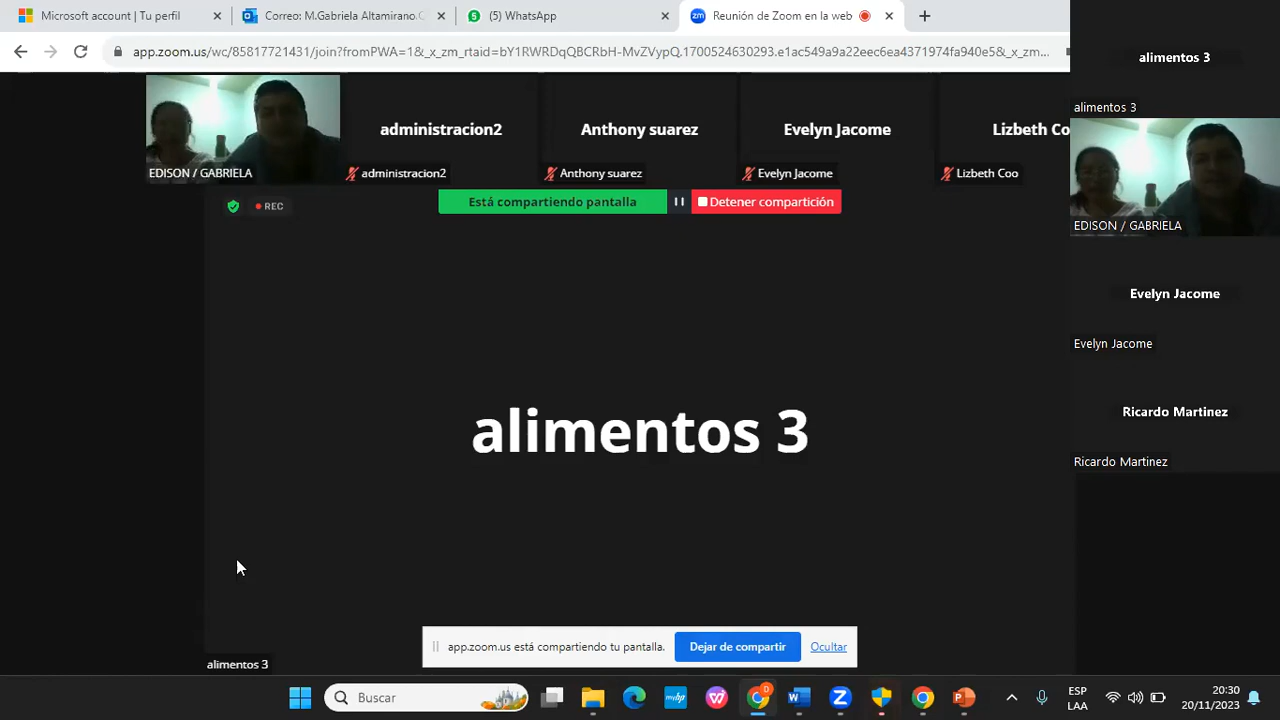 Microsoft account | Tu perfil
Correo: M.Gabriela Altamirano.
(5) WhatsApp
Reunión de Zoom en la web
app.zoom.us/wc/85817721431/join?fromPWA=1&_x_zm_rtaid=bY1RWRDqQBCRbH-MvZVypQ.1700524630293.e1ac549a9a22eec6ea4371974fa940e5&_x_zm...
EDISON / GABRIELA
administracion2
administracion2
Anthony suarez
Anthony suarez
Evelyn Jacome
Evelyn Jacome
Lizbeth Co
Lizbeth Coo
REC
Está compartiendo pantalla
Detener compartición
alimentos 3
alimentos 3
alimentos 3
alimentos 3
EDISON / GABRIELA
Evelyn Jacome
Evelyn Jacome
Ricardo Martinez
Ricardo Martinez
app.zoom.us está compartiendo tu pantalla.
Dejar de compartir
Ocultar
Buscar
ESP
LAA
20:30
20/11/2023